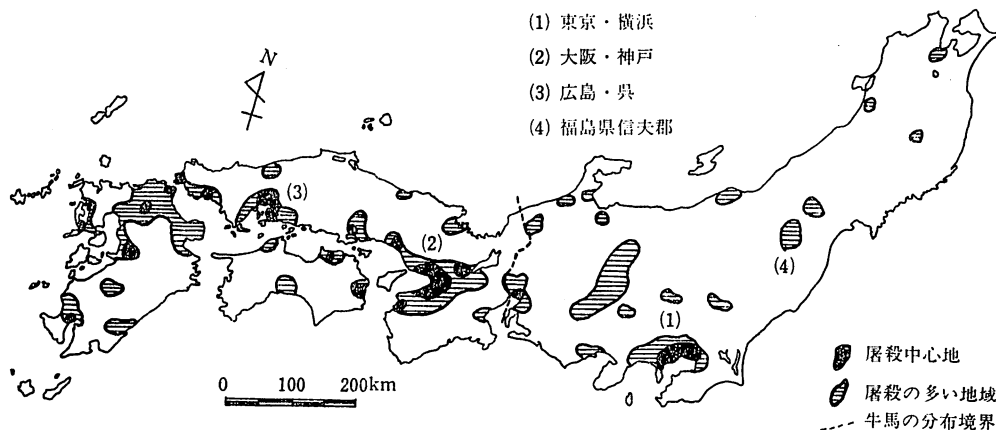 (1) 東京・横浜
(2) 大阪・神戸
(3) 広島・呉
(4) 福島県信夫郡
N
(3)
(2)
(4)
(1)
0 100 200km
屠殺中心地
屠殺の多い地域
牛馬の分布境界